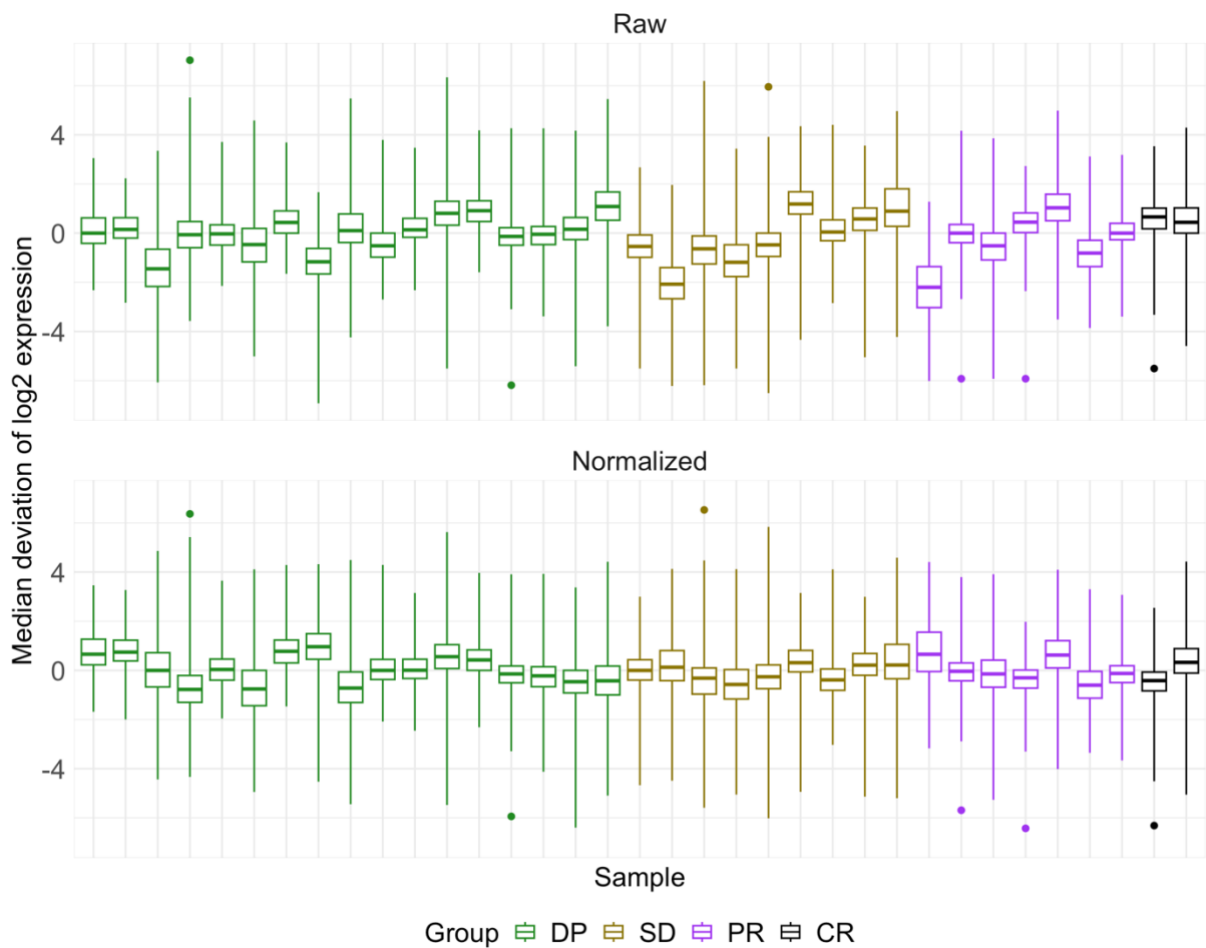 Raw
4
0
-4
Median deviation of log2 expression
Normalized
4
0
-4
Sample
Group DP SD PR CR